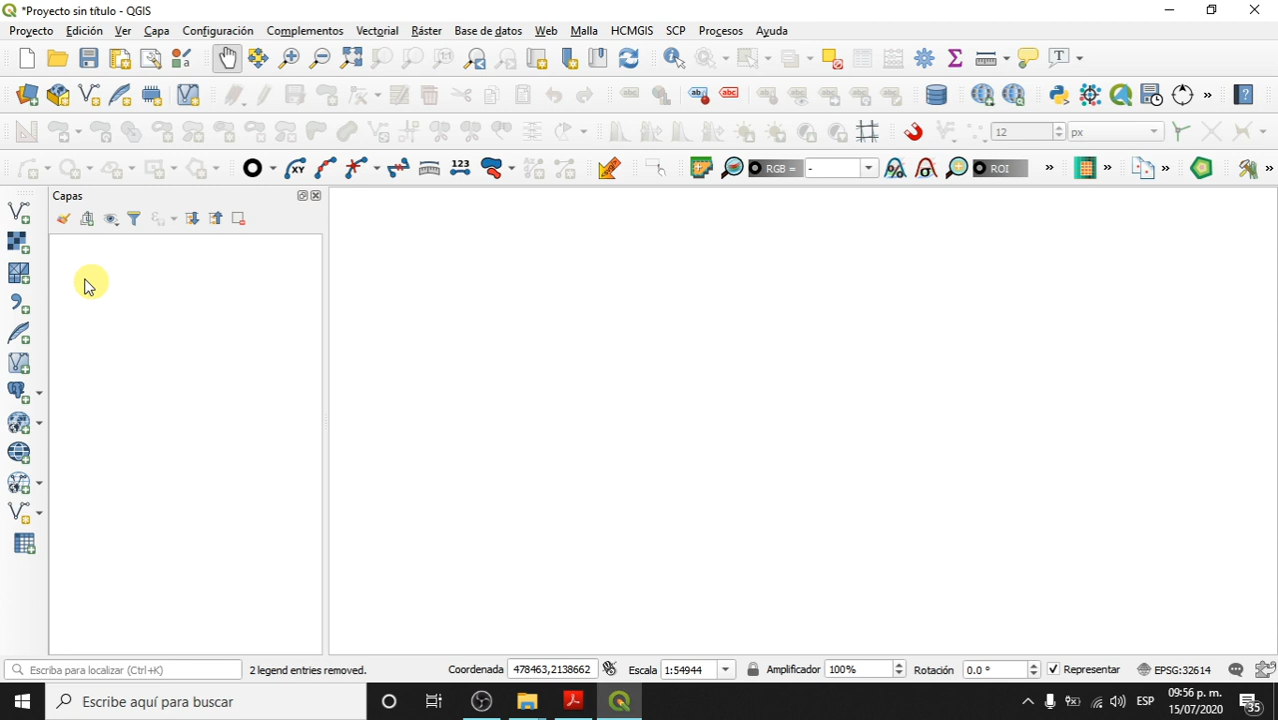 *Proyecto sin título - QGIS
Proyecto Edición Ver Capa Configuración Complementos Vectorial Ráster Base de datos Web Malla HCMGIS SCP Procesos Ayuda
12 px
RGB = - ROI
Capas
Escriba para localizar (Ctrl+K) 2 legend entries removed. Coordenada 478463,2138662 Escala 1:54944 Amplificador 100% Rotación 0.0 ° Representar EPSG:32614
Escribe aquí para buscar ESP 09:56 p. m.
15/07/2020 35